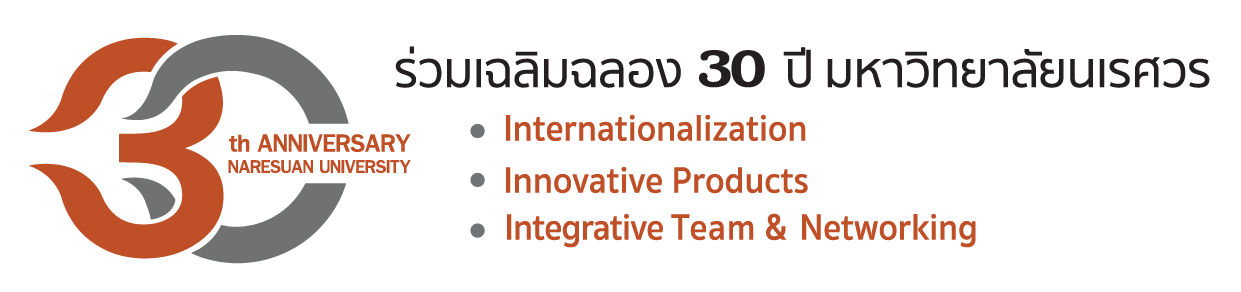 30
th ANNIVERSARY
NARESUAN UNIVERSITY
ร่วมเฉลิมฉลอง 30 ปี มหาวิทยาลัยนเรศวร
• Internationalization
• Innovative Products
• Integrative Team & Networking